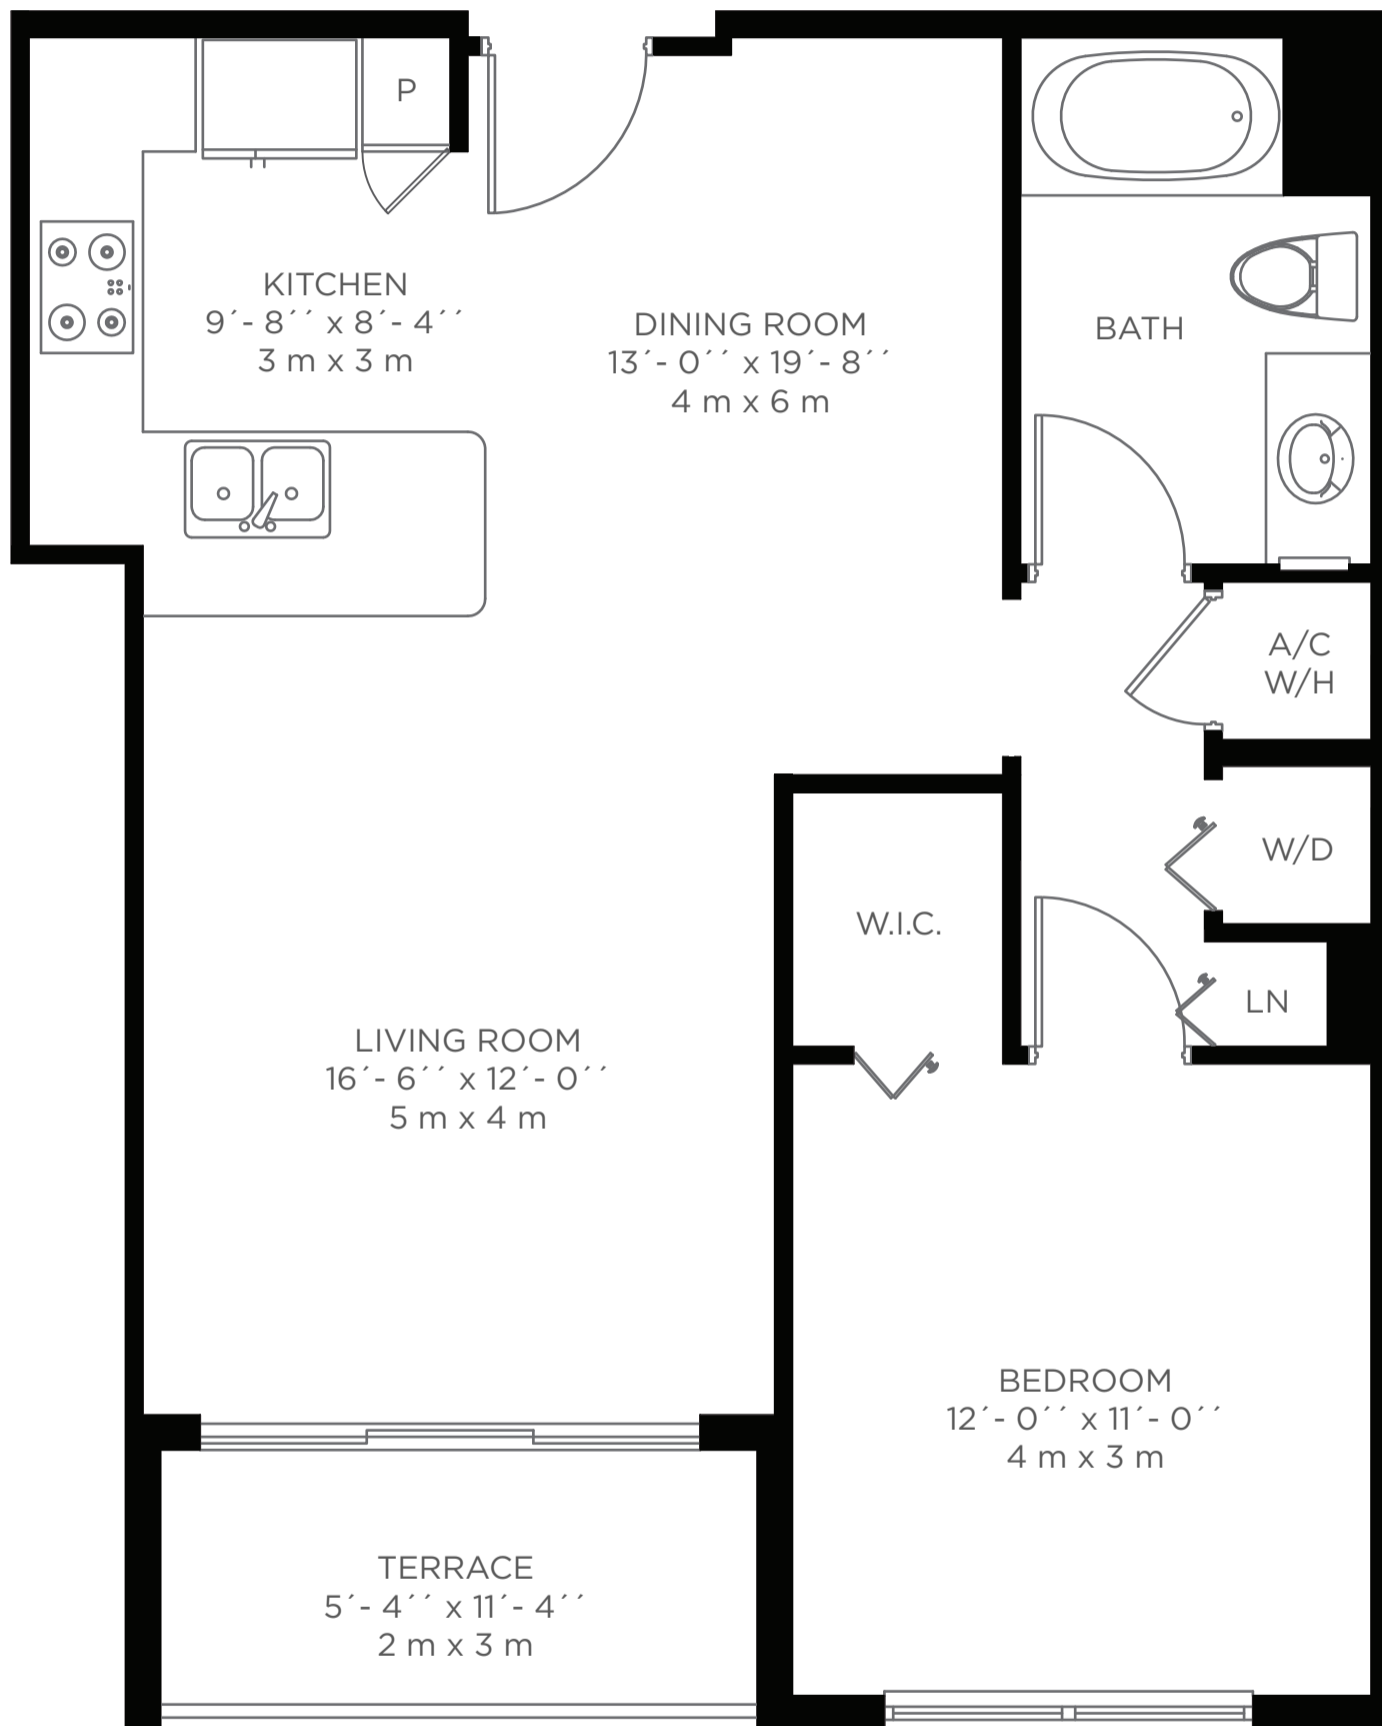 P
KITCHEN
9´- 8´´ x 8´- 4´´
3 m x 3 m
DINING ROOM
13´- 0´´ x 19´- 8´´
4 m x 6 m
BATH
A/C
W/H
W/D
W.I.C.
LN
LIVING ROOM
16´- 6´´ x 12´- 0´´
5 m x 4 m
BEDROOM
12´- 0´´ x 11´- 0´´
4 m x 3 m
TERRACE
5´- 4´´ x 11´- 4´´
2 m x 3 m